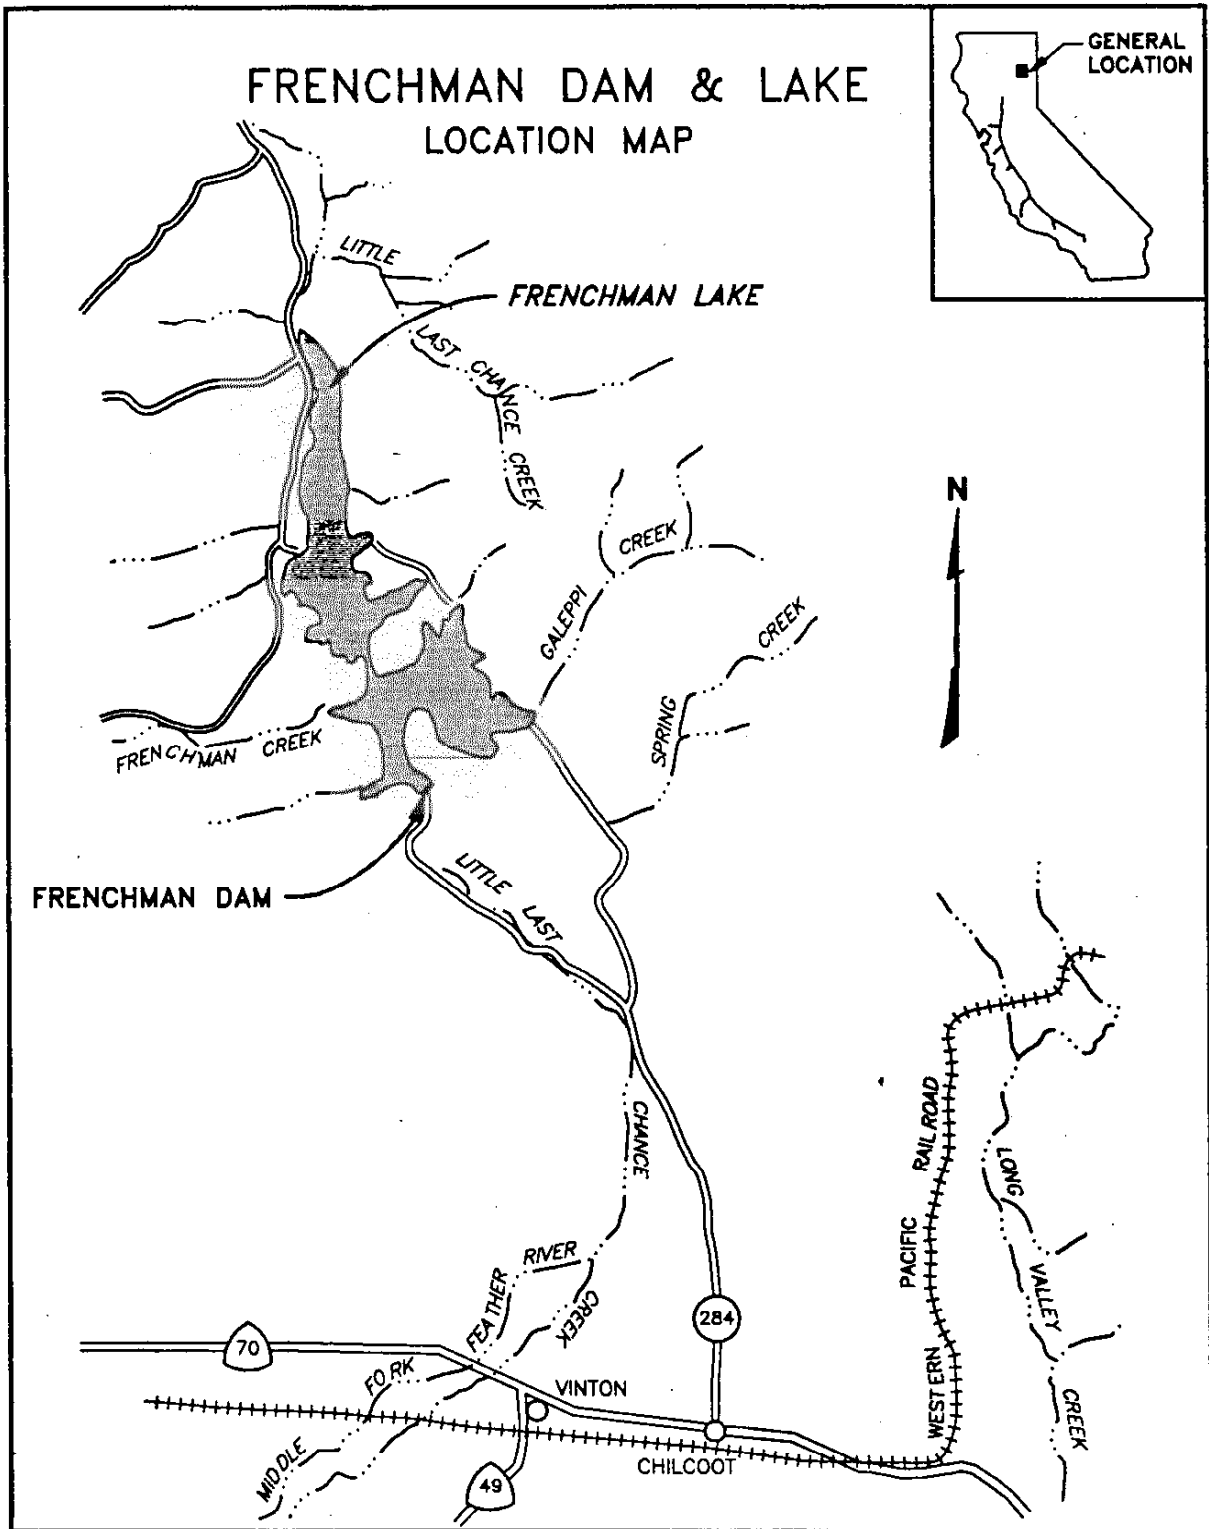 FRENCHMAN DAM & LAKE
LOCATION MAP
GENERAL
LOCATION
LITTLE
FRENCHMAN LAKE
LAST CHANCE CREEK
N
CREEK
GALEPPI
CREEK
SPRING
FRENCHMAN CREEK
FRENCHMAN DAM
LITTLE LAST
CHANCE
RAILROAD
LONG
PACIFIC
VALLEY
RIVER
FEATHER
CREEK
284
70
FORK
VINTON
WESTERN
CREEK
MIDDLE
CHILCOOT
49